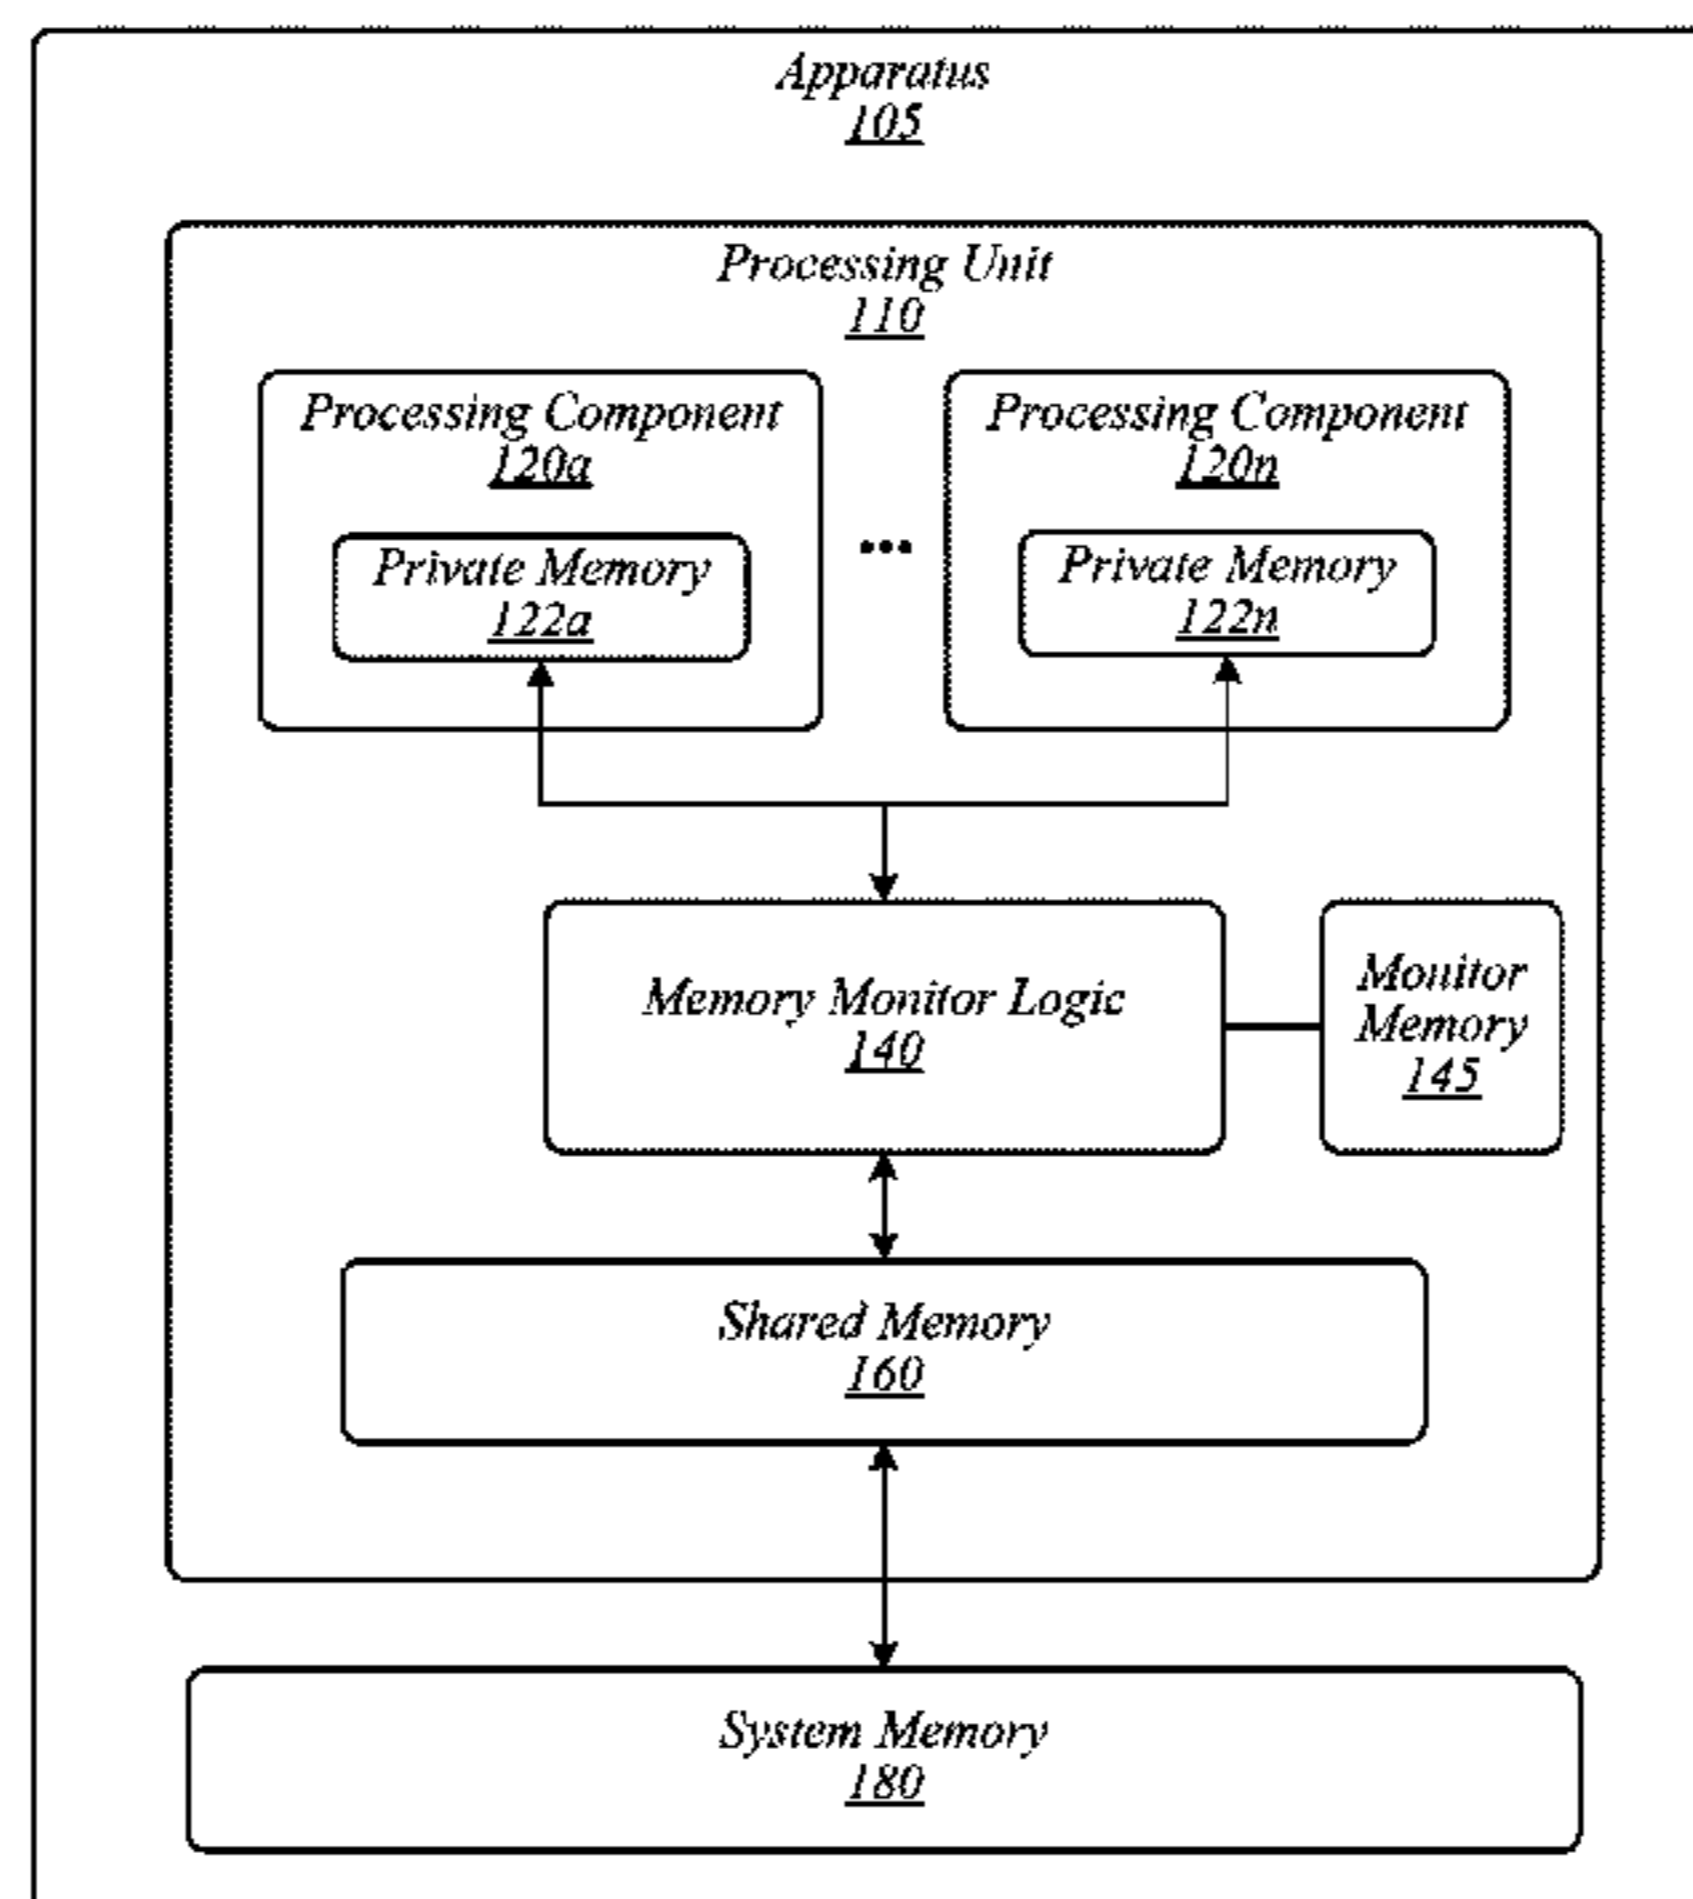 Apparatus
105
Processing Unit
110
Processing Component
120a
Private Memory
122a
...
Processing Component
120n
Private Memory
122n
Memory Monitor Logic
140
Monitor
Memory
145
Shared Memory
160
System Memory
180